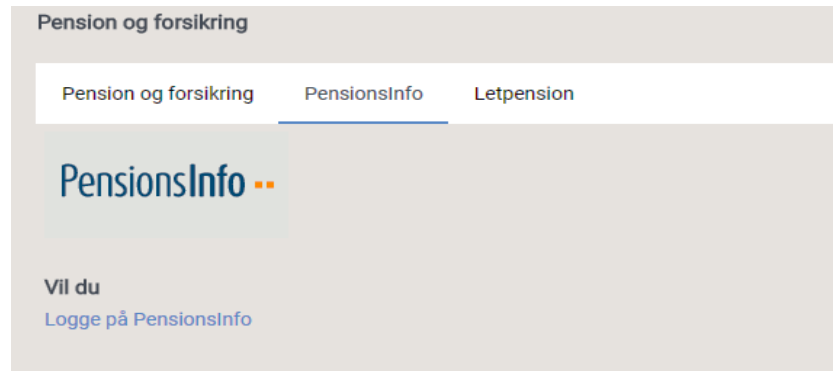 Pension og forsikring
Pension og forsikring PensionsInfo Letpension
PensionsInfo
Vil du
Logge på PensionsInfo